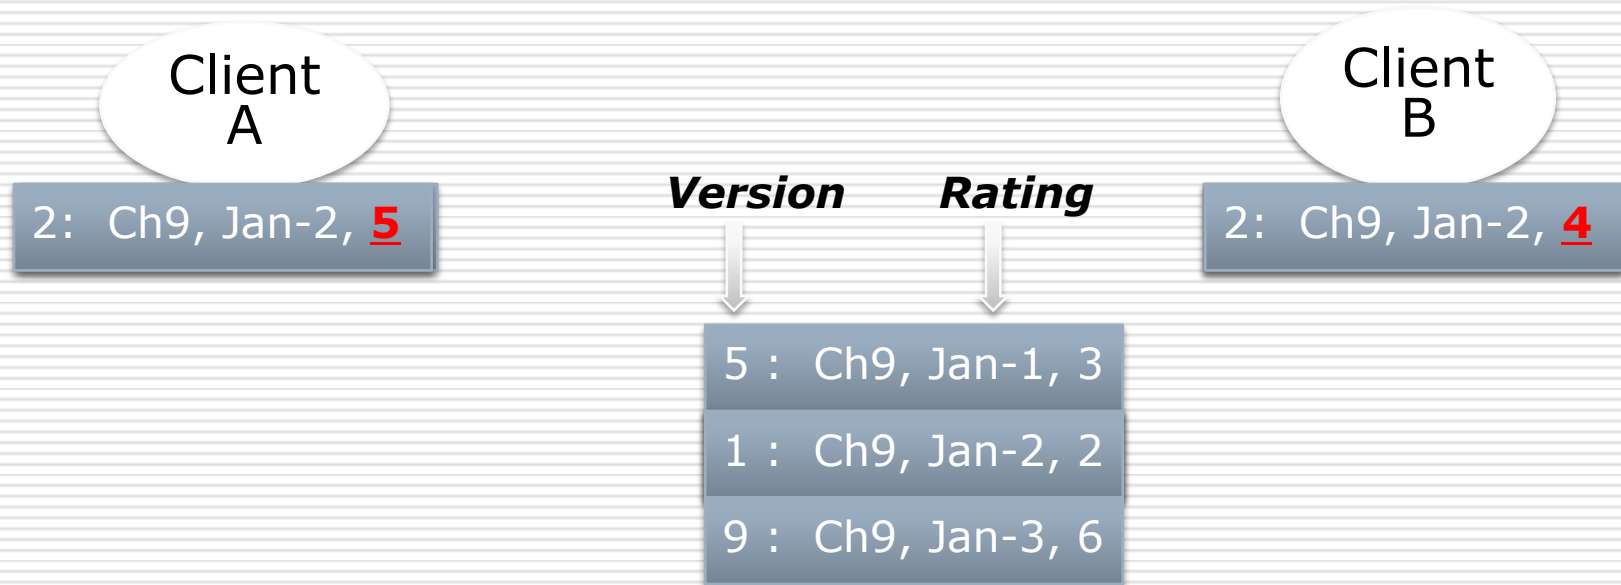 Client
A
Client
B
2: Ch9, Jan-2, 5
Version Rating
2: Ch9, Jan-2, 4
5 : Ch9, Jan-1, 3
1 : Ch9, Jan-2, 2
9 : Ch9, Jan-3, 6